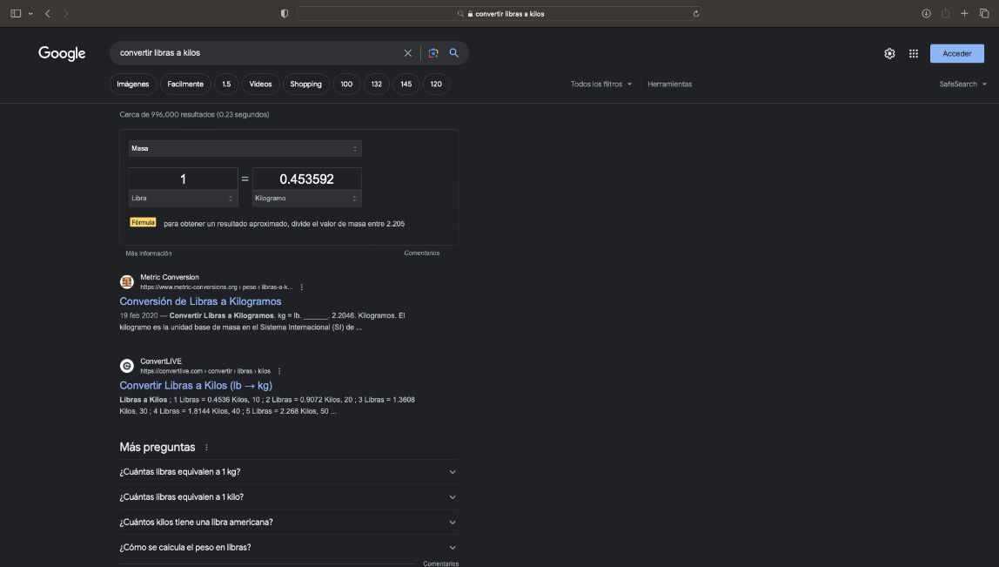 convertir libras a kilos
Google
convertir libras a kilos
Acceder
Imágenes
Facilmente
1.5
Vídeos
Shopping
100
132
145
120
Todos los filtros
Herramientas
SafeSearch
Cerca de 996,000 resultados (0.23 segundos)
Masa
1 = 0.453592
Libra
Kilogramo
Fórmula para obtener un resultado aproximado, divide el valor de masa entre 2.205
Más información
Comentarios
Metric Conversion
https://www.metric-conversions.org › peso › libras-a-k...
Conversión de Libras a Kilogramos
19 feb 2020 — Convertir Libras a Kilogramos. kg = lb. ______. 2.2046. Kilogramos. El
kilogramo es la unidad base de masa en el Sistema Internacional (SI) de ...
ConvertLIVE
https://convertlive.com › convertir › libras › kilos
Convertir Libras a Kilos (lb → kg)
Libras a Kilos ; 1 Libras = 0.4536 Kilos, 10 ; 2 Libras = 0.9072 Kilos, 20 ; 3 Libras = 1.3608
Kilos, 30 ; 4 Libras = 1.8144 Kilos, 40 ; 5 Libras = 2.268 Kilos, 50 ...
Más preguntas
¿Cuántas libras equivalen a 1 kg?
¿Cuántas libras equivalen a 1 kilo?
¿Cuántos kilos tiene una libra americana?
¿Cómo se calcula el peso en libras?
Comentarios